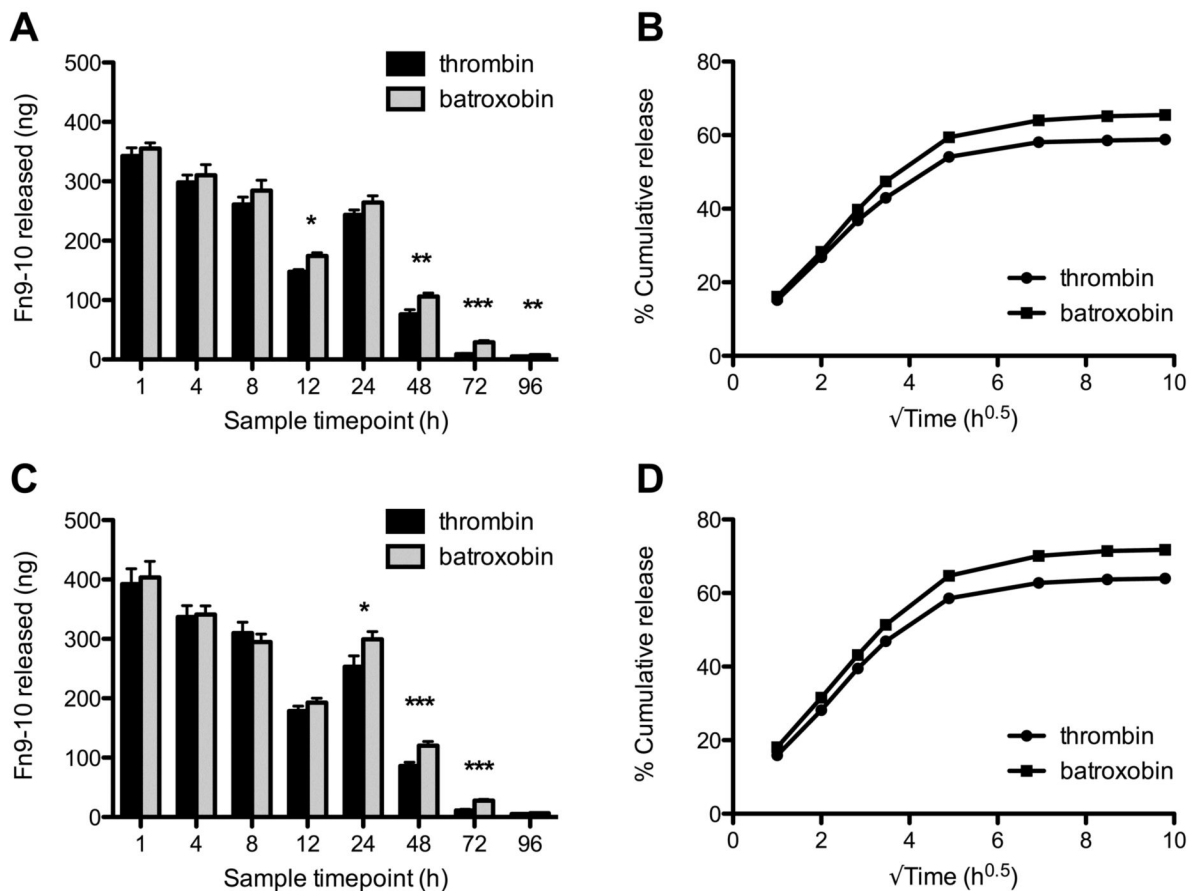 A
500
400
300
200
100
0
Fn9-10 released (ng)
thrombin
batroxobin
*
**
***
**
1 4 8 12 24 48 72 96
Sample timepoint (h)
B
80
60
40
20
0
% Cumulative release
thrombin
batroxobin
0 2 4 6 8 10
√Time (h⁰·⁵)
C
500
400
300
200
100
0
Fn9-10 released (ng)
thrombin
batroxobin
*
***
***
1 4 8 12 24 48 72 96
Sample timepoint (h)
D
80
60
40
20
0
% Cumulative release
thrombin
batroxobin
0 2 4 6 8 10
√Time (h⁰·⁵)